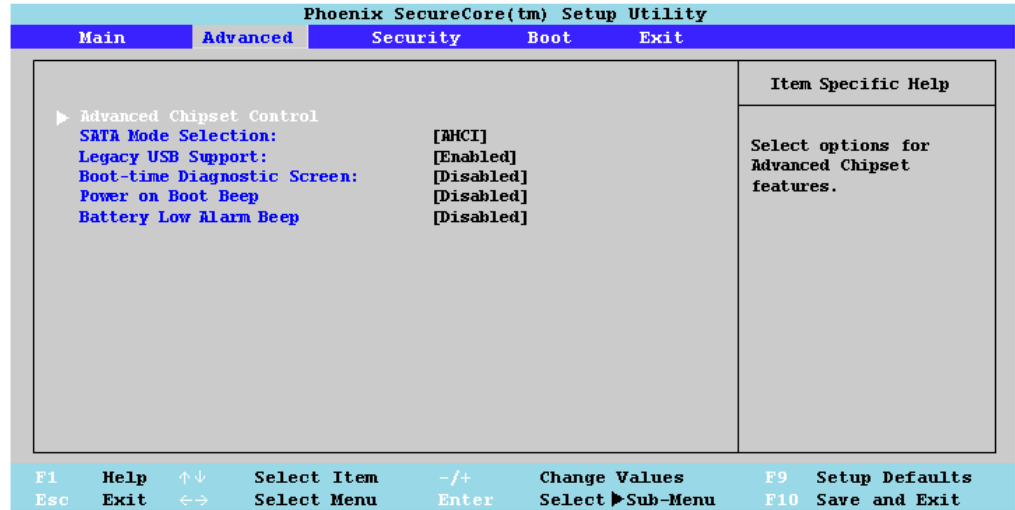 Phoenix SecureCore(tm) Setup Utility
Main Advanced Security Boot Exit
Item Specific Help
Advanced Chipset Control
SATA Mode Selection: [AHCI]
Legacy USB Support: [Enabled]
Boot-time Diagnostic Screen: [Disabled]
Power on Boot Beep [Disabled]
Battery Low Alarm Beep [Disabled]
Select options for
Advanced Chipset
features.
F1 Help ↑↓ Select Item -/+ Change Values F9 Setup Defaults
Esc Exit ←→ Select Menu Enter Select ▶Sub-Menu F10 Save and Exit